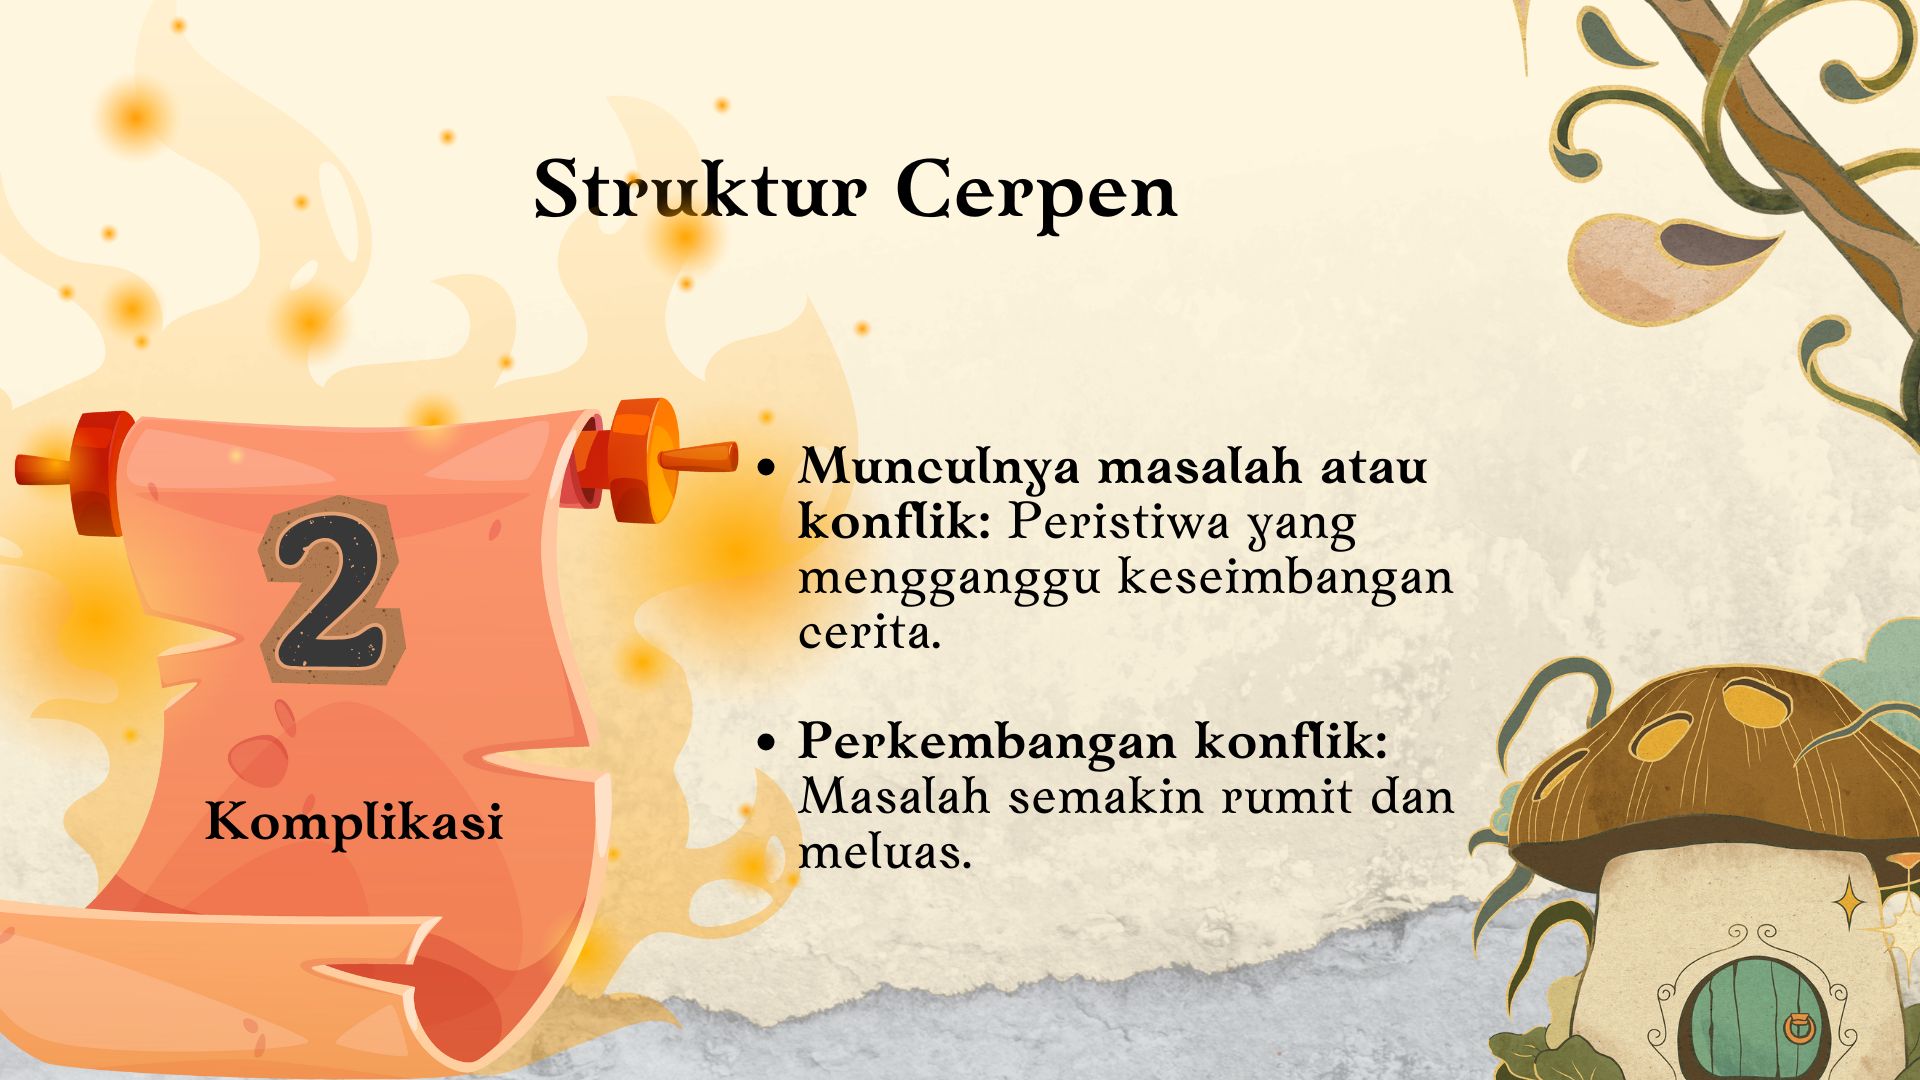 Struktur Cerpen
2
Komplikasi
• Munculnya masalah atau
konflik: Peristiwa yang
mengganggu keseimbangan
cerita.
• Perkembangan konflik:
Masalah semakin rumit dan
meluas.